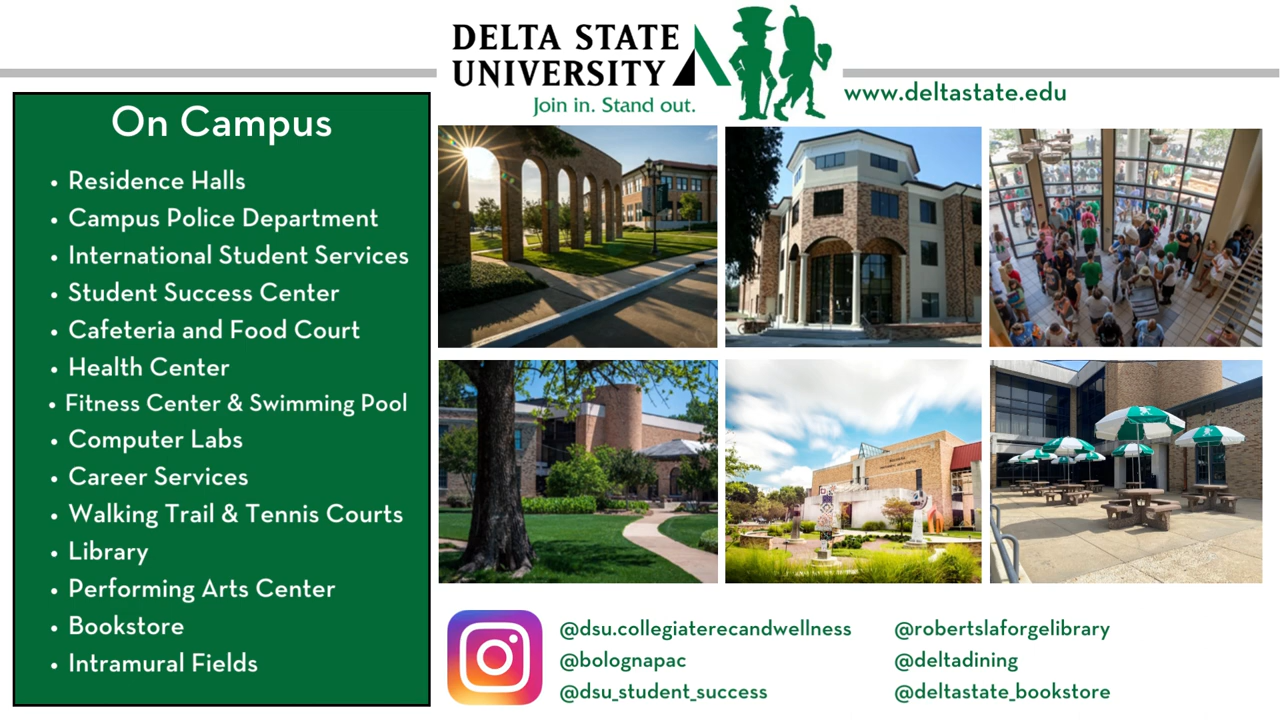 DELTA STATE
UNIVERSITY
Join in. Stand out.
www.deltastate.edu
On Campus
• Residence Halls
• Campus Police Department
• International Student Services
• Student Success Center
• Cafeteria and Food Court
• Health Center
• Fitness Center & Swimming Pool
• Computer Labs
• Career Services
• Walking Trail & Tennis Courts
• Library
• Performing Arts Center
• Bookstore
• Intramural Fields
@dsu.collegiaterecandwellness
@bolognapac
@dsu_student_success
@robertslaforgelibrary
@deltadining
@deltastate_bookstore